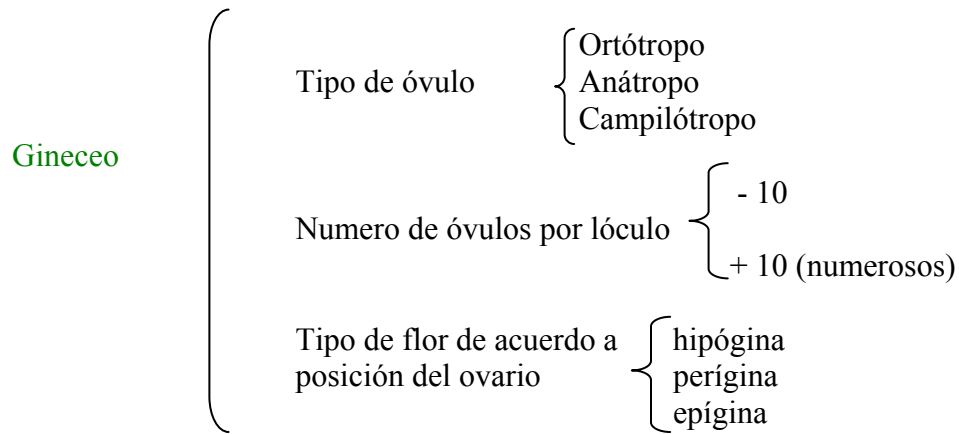 Gineceo
Tipo de óvulo
Ortótropo
Anátropo
Campilótropo
Numero de óvulos por lóculo
- 10
+ 10 (numerosos)
Tipo de flor de acuerdo a
posición del ovario
hipógina
perígina
epígina